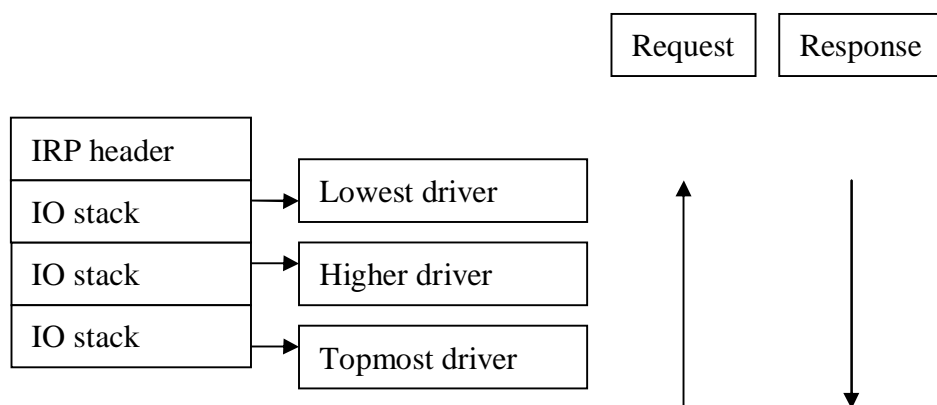 Request
Response
IRP header
IO stack
IO stack
IO stack
Lowest driver
Higher driver
Topmost driver